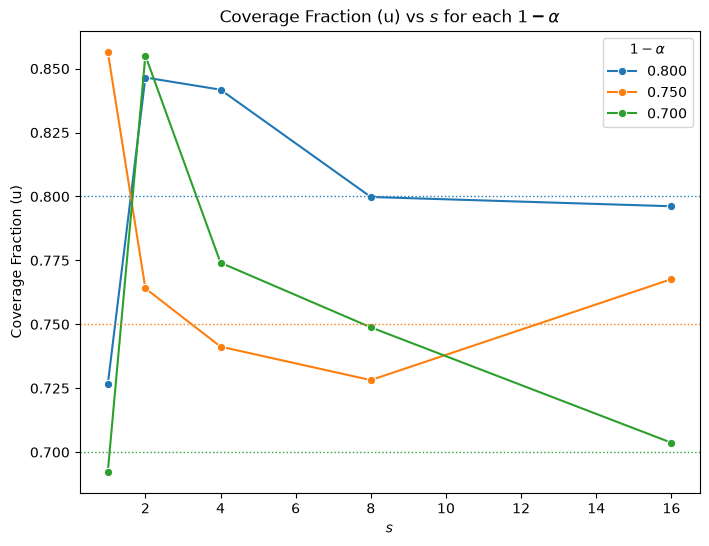 Coverage Fraction (u) vs s for each 1 − α
1 − α
0.800
0.750
0.700
Coverage Fraction (u)
0.850
0.825
0.800
0.775
0.750
0.725
0.700
2 4 6 8 10 12 14 16
s